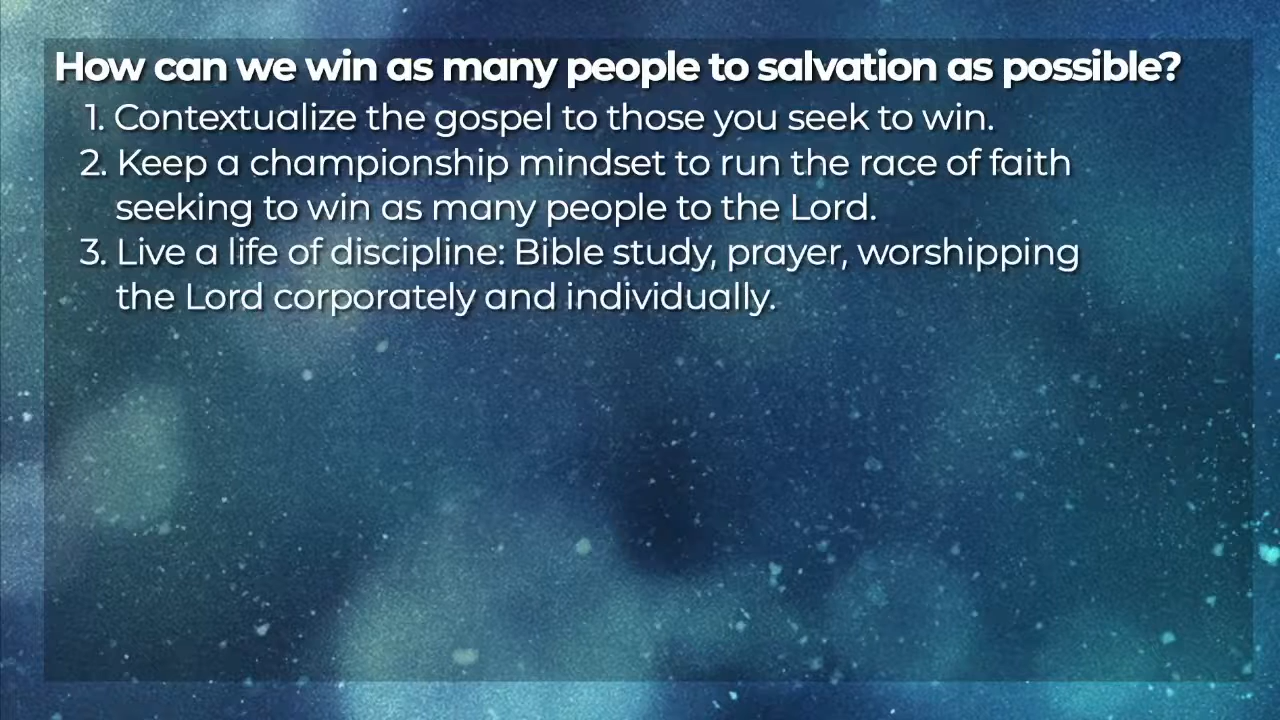 How can we win as many people to salvation as possible?
1. Contextualize the gospel to those you seek to win.
2. Keep a championship mindset to run the race of faith
seeking to win as many people to the Lord.
3. Live a life of discipline: Bible study, prayer, worshipping
the Lord corporately and individually.